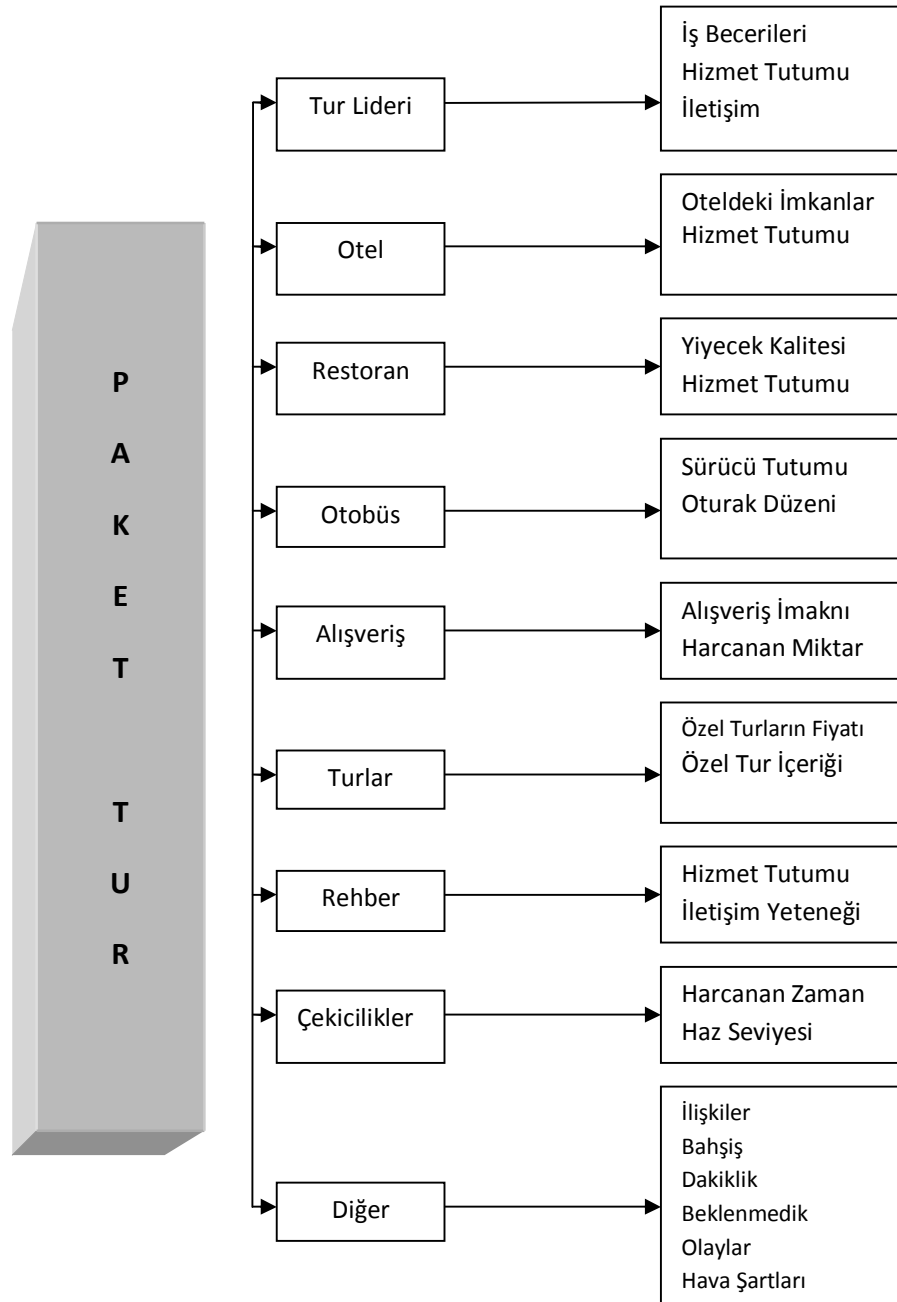 PAKET TUR
Tur Lideri
İş Becerileri
Hizmet Tutumu
İletişim
Otel
Oteldeki İmkanlar
Hizmet Tutumu
Restoran
Yiyecek Kalitesi
Hizmet Tutumu
Otobüs
Sürücü Tutumu
Oturak Düzeni
Alışveriş
Alışveriş İmaknı
Harcanan Miktar
Turlar
Özel Turların Fiyatı
Özel Tur İçeriği
Rehber
Hizmet Tutumu
İletişim Yeteneği
Çekicilikler
Harcanan Zaman
Haz Seviyesi
Diğer
İlişkiler
Bahşiş
Dakiklik
Beklenmedik
Olaylar
Hava Şartları